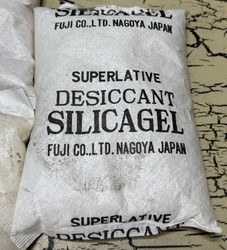 SILICAGEL
FUJI CO.,LTD. NAGOYA JAPAN
SUPERLATIVE
DESICCANT
SILICAGEL
FUJI CO.,LTD. NAGOYA JAPAN
SUPERLATIVE
DESICCANT